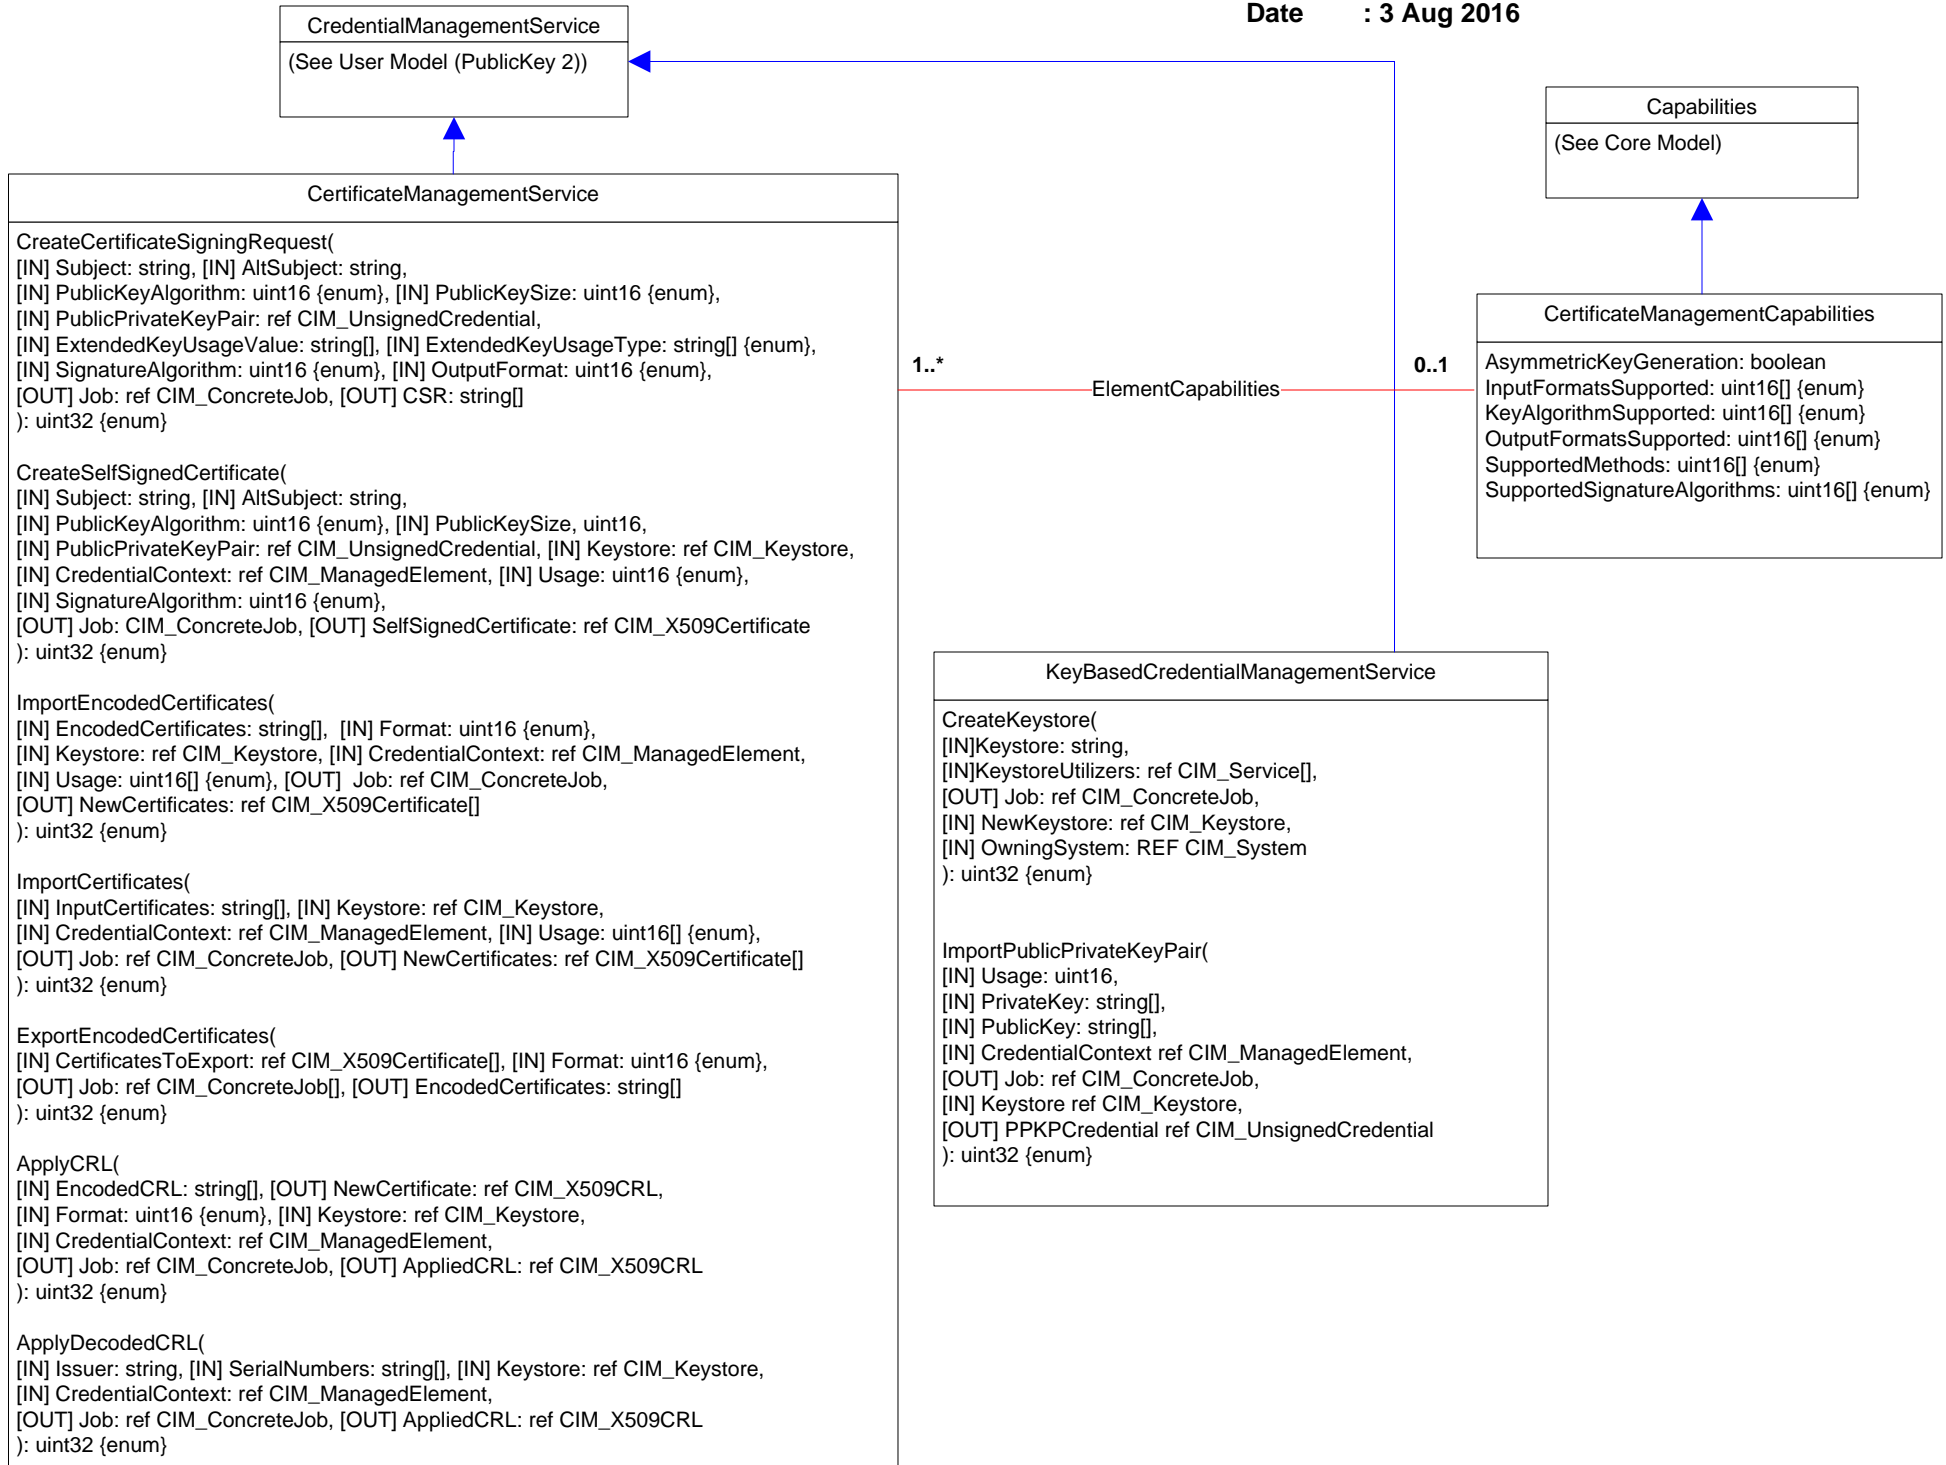 Date : 3 Aug 2016
CredentialManagementService
(See User Model (PublicKey 2))
Capabilities
(See Core Model)
CertificateManagementService
CreateCertificateSigningRequest(
[IN] Subject: string, [IN] AltSubject: string,
[IN] PublicKeyAlgorithm: uint16 {enum}, [IN] PublicKeySize: uint16 {enum},
[IN] PublicPrivateKeyPair: ref CIM_UnsignedCredential,
[IN] ExtendedKeyUsageValue: string[], [IN] ExtendedKeyUsageType: string[] {enum},
[IN] SignatureAlgorithm: uint16 {enum}, [IN] OutputFormat: uint16 {enum},
[OUT] Job: ref CIM_ConcreteJob, [OUT] CSR: string[]
): uint32 {enum}
CreateSelfSignedCertificate(
[IN] Subject: string, [IN] AltSubject: string,
[IN] PublicKeyAlgorithm: uint16 {enum}, [IN] PublicKeySize, uint16,
[IN] PublicPrivateKeyPair: ref CIM_UnsignedCredential, [IN] Keystore: ref CIM_Keystore,
[IN] CredentialContext: ref CIM_ManagedElement, [IN] Usage: uint16 {enum},
[IN] SignatureAlgorithm: uint16 {enum},
[OUT] Job: CIM_ConcreteJob, [OUT] SelfSignedCertificate: ref CIM_X509Certificate
): uint32 {enum}
ImportEncodedCertificates(
[IN] EncodedCertificates: string[], [IN] Format: uint16 {enum},
[IN] Keystore: ref CIM_Keystore, [IN] CredentialContext: ref CIM_ManagedElement,
[IN] Usage: uint16[] {enum}, [OUT] Job: ref CIM_ConcreteJob,
[OUT] NewCertificates: ref CIM_X509Certificate[]
): uint32 {enum}
ImportCertificates(
[IN] InputCertificates: string[], [IN] Keystore: ref CIM_Keystore,
[IN] CredentialContext: ref CIM_ManagedElement, [IN] Usage: uint16[] {enum},
[OUT] Job: ref CIM_ConcreteJob, [OUT] NewCertificates: ref CIM_X509Certificate[]
): uint32 {enum}
ExportEncodedCertificates(
[IN] CertificatesToExport: ref CIM_X509Certificate[], [IN] Format: uint16 {enum},
[OUT] Job: ref CIM_ConcreteJob[], [OUT] EncodedCertificates: string[]
): uint32 {enum}
ApplyCRL(
[IN] EncodedCRL: string[], [OUT] NewCertificate: ref CIM_X509CRL,
[IN] Format: uint16 {enum}, [IN] Keystore: ref CIM_Keystore,
[IN] CredentialContext: ref CIM_ManagedElement,
[OUT] Job: ref CIM_ConcreteJob, [OUT] AppliedCRL: ref CIM_X509CRL
): uint32 {enum}
ApplyDecodedCRL(
[IN] Issuer: string, [IN] SerialNumbers: string[], [IN] Keystore: ref CIM_Keystore,
[IN] CredentialContext: ref CIM_ManagedElement,
[OUT] Job: ref CIM_ConcreteJob, [OUT] AppliedCRL: ref CIM_X509CRL
): uint32 {enum}
1..*
ElementCapabilities
0..1
CertificateManagementCapabilities
AsymmetricKeyGeneration: boolean
InputFormatsSupported: uint16[] {enum}
KeyAlgorithmSupported: uint16[] {enum}
OutputFormatsSupported: uint16[] {enum}
SupportedMethods: uint16[] {enum}
SupportedSignatureAlgorithms: uint16[] {enum}
KeyBasedCredentialManagementService
CreateKeystore(
[IN]Keystore: string,
[IN]KeystoreUtilizers: ref CIM_Service[],
[OUT] Job: ref CIM_ConcreteJob,
[IN] NewKeystore: ref CIM_Keystore,
[IN] OwningSystem: REF CIM_System
): uint32 {enum}
ImportPublicPrivateKeyPair(
[IN] Usage: uint16,
[IN] PrivateKey: string[],
[IN] PublicKey: string[],
[IN] CredentialContext ref CIM_ManagedElement,
[OUT] Job: ref CIM_ConcreteJob,
[IN] Keystore ref CIM_Keystore,
[OUT] PPKPCredential ref CIM_UnsignedCredential
): uint32 {enum}